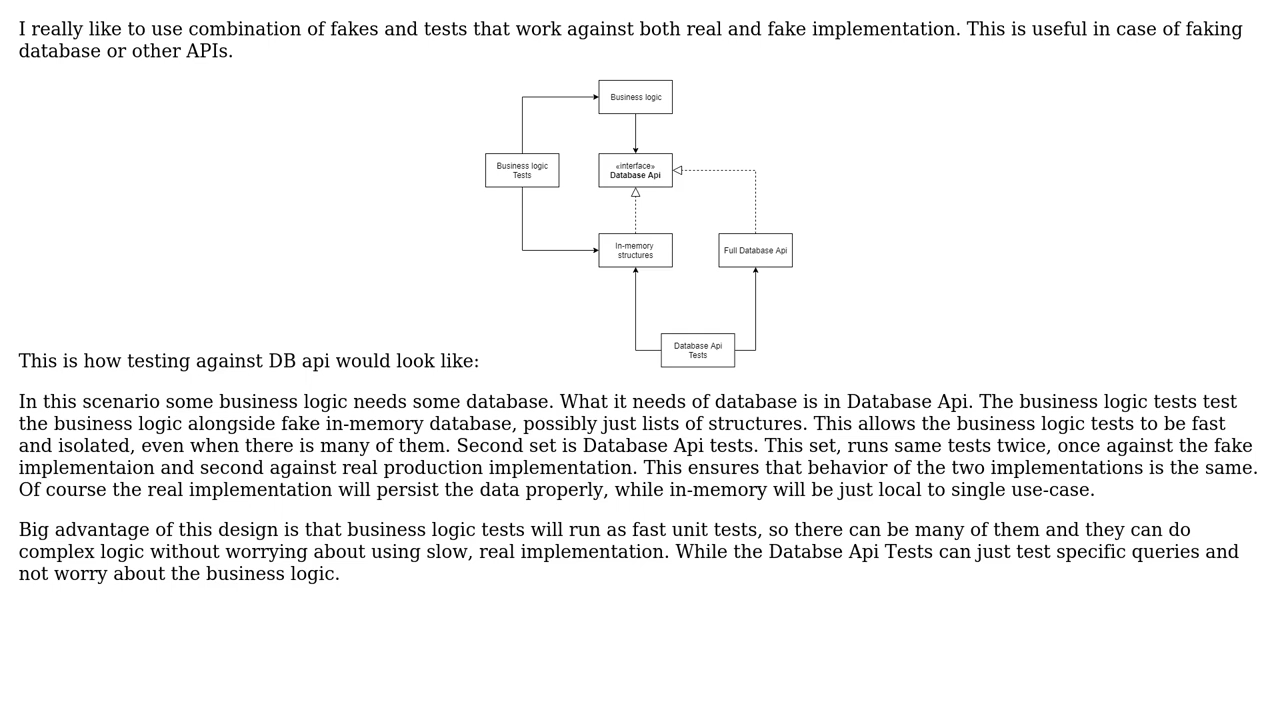 I really like to use combination of fakes and tests that work against both real and fake implementation. This is useful in case of faking
database or other APIs.
Business logic
Business logic
Tests
«interface»
Database Api
In-memory
structures
Full Database Api
Database Api
Tests
This is how testing against DB api would look like:
In this scenario some business logic needs some database. What it needs of database is in Database Api. The business logic tests test
the business logic alongside fake in-memory database, possibly just lists of structures. This allows the business logic tests to be fast
and isolated, even when there is many of them. Second set is Database Api tests. This set, runs same tests twice, once against the fake
implementaion and second against real production implementation. This ensures that behavior of the two implementations is the same.
Of course the real implementation will persist the data properly, while in-memory will be just local to single use-case.
Big advantage of this design is that business logic tests will run as fast unit tests, so there can be many of them and they can do
complex logic without worrying about using slow, real implementation. While the Databse Api Tests can just test specific queries and
not worry about the business logic.